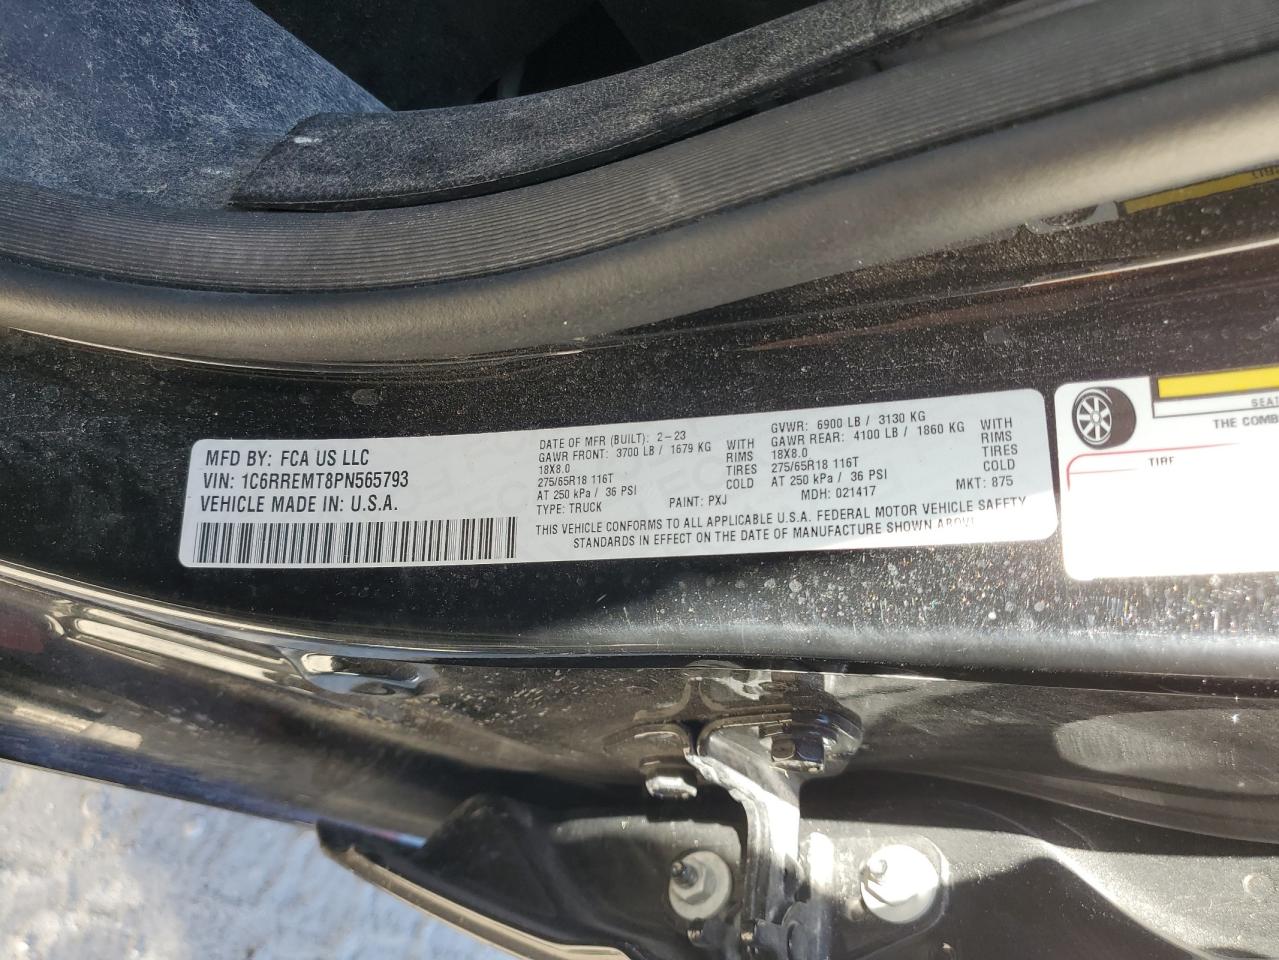 MFD BY: FCA US LLC
VIN: 1C6RREMT8PN565793
VEHICLE MADE IN: U.S.A.
DATE OF MFR (BUILT): 2-23
GAWR FRONT: 3700 LB / 1679 KG WITH
18X8.0 RIMS
275/65R18 116T TIRES
AT 250 kPa / 36 PSI COLD
TYPE: TRUCK PAINT: PXJ
GVWR: 6900 LB / 3130 KG
GAWR REAR: 4100 LB / 1860 KG WITH
18X8.0 RIMS
275/65R18 116T TIRES
AT 250 kPa / 36 PSI COLD
MDH: 021417 MKT: 875
THIS VEHICLE CONFORMS TO ALL APPLICABLE U.S.A. FEDERAL MOTOR VEHICLE SAFETY
STANDARDS IN EFFECT ON THE DATE OF MANUFACTURE SHOWN ABOVE
SEAT
THE COMB
TIRE